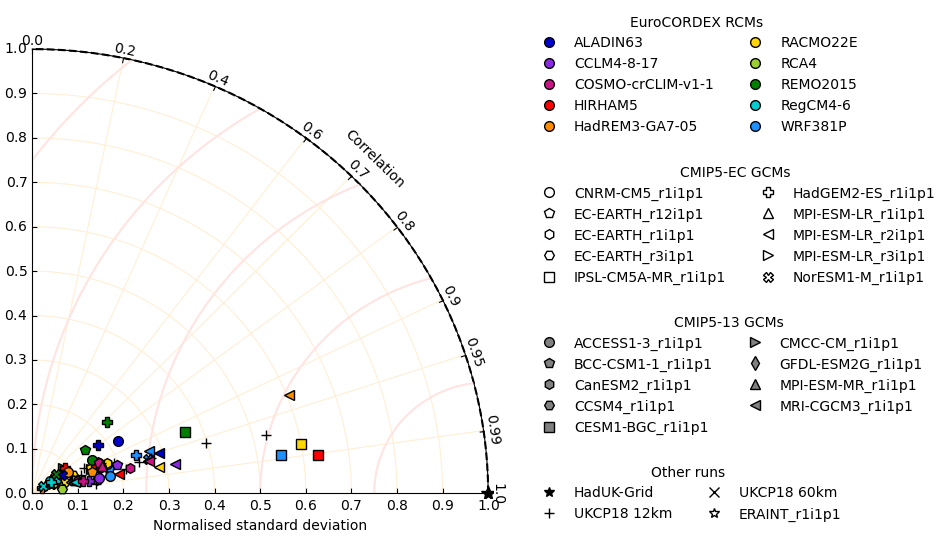 EuroCORDEX RCMs
ALADIN63 RACMO22E
CCLM4-8-17 RCA4
COSMO-crCLIM-v1-1 REMO2015
HIRHAM5 RegCM4-6
HadREM3-GA7-05 WRF381P
CMIP5-EC GCMs
CNRM-CM5_r1i1p1 HadGEM2-ES_r1i1p1
EC-EARTH_r12i1p1 MPI-ESM-LR_r1i1p1
EC-EARTH_r1i1p1 MPI-ESM-LR_r2i1p1
EC-EARTH_r3i1p1 MPI-ESM-LR_r3i1p1
IPSL-CM5A-MR_r1i1p1 NorESM1-M_r1i1p1
CMIP5-13 GCMs
ACCESS1-3_r1i1p1 CMCC-CM_r1i1p1
BCC-CSM1-1_r1i1p1 GFDL-ESM2G_r1i1p1
CanESM2_r1i1p1 MPI-ESM-MR_r1i1p1
CCSM4_r1i1p1 MRI-CGCM3_r1i1p1
CESM1-BGC_r1i1p1
Other runs
HadUK-Grid UKCP18 60km
UKCP18 12km ERAINT_r1i1p1
Correlation
0.0
0.2
0.4
0.6
0.7
0.8
0.9
0.95
0.99
1.0
1.0
0.9
0.8
0.7
0.6
0.5
0.4
0.3
0.2
0.1
0.0
0.0 0.1 0.2 0.3 0.4 0.5 0.6 0.7 0.8 0.9 1.0
Normalised standard deviation